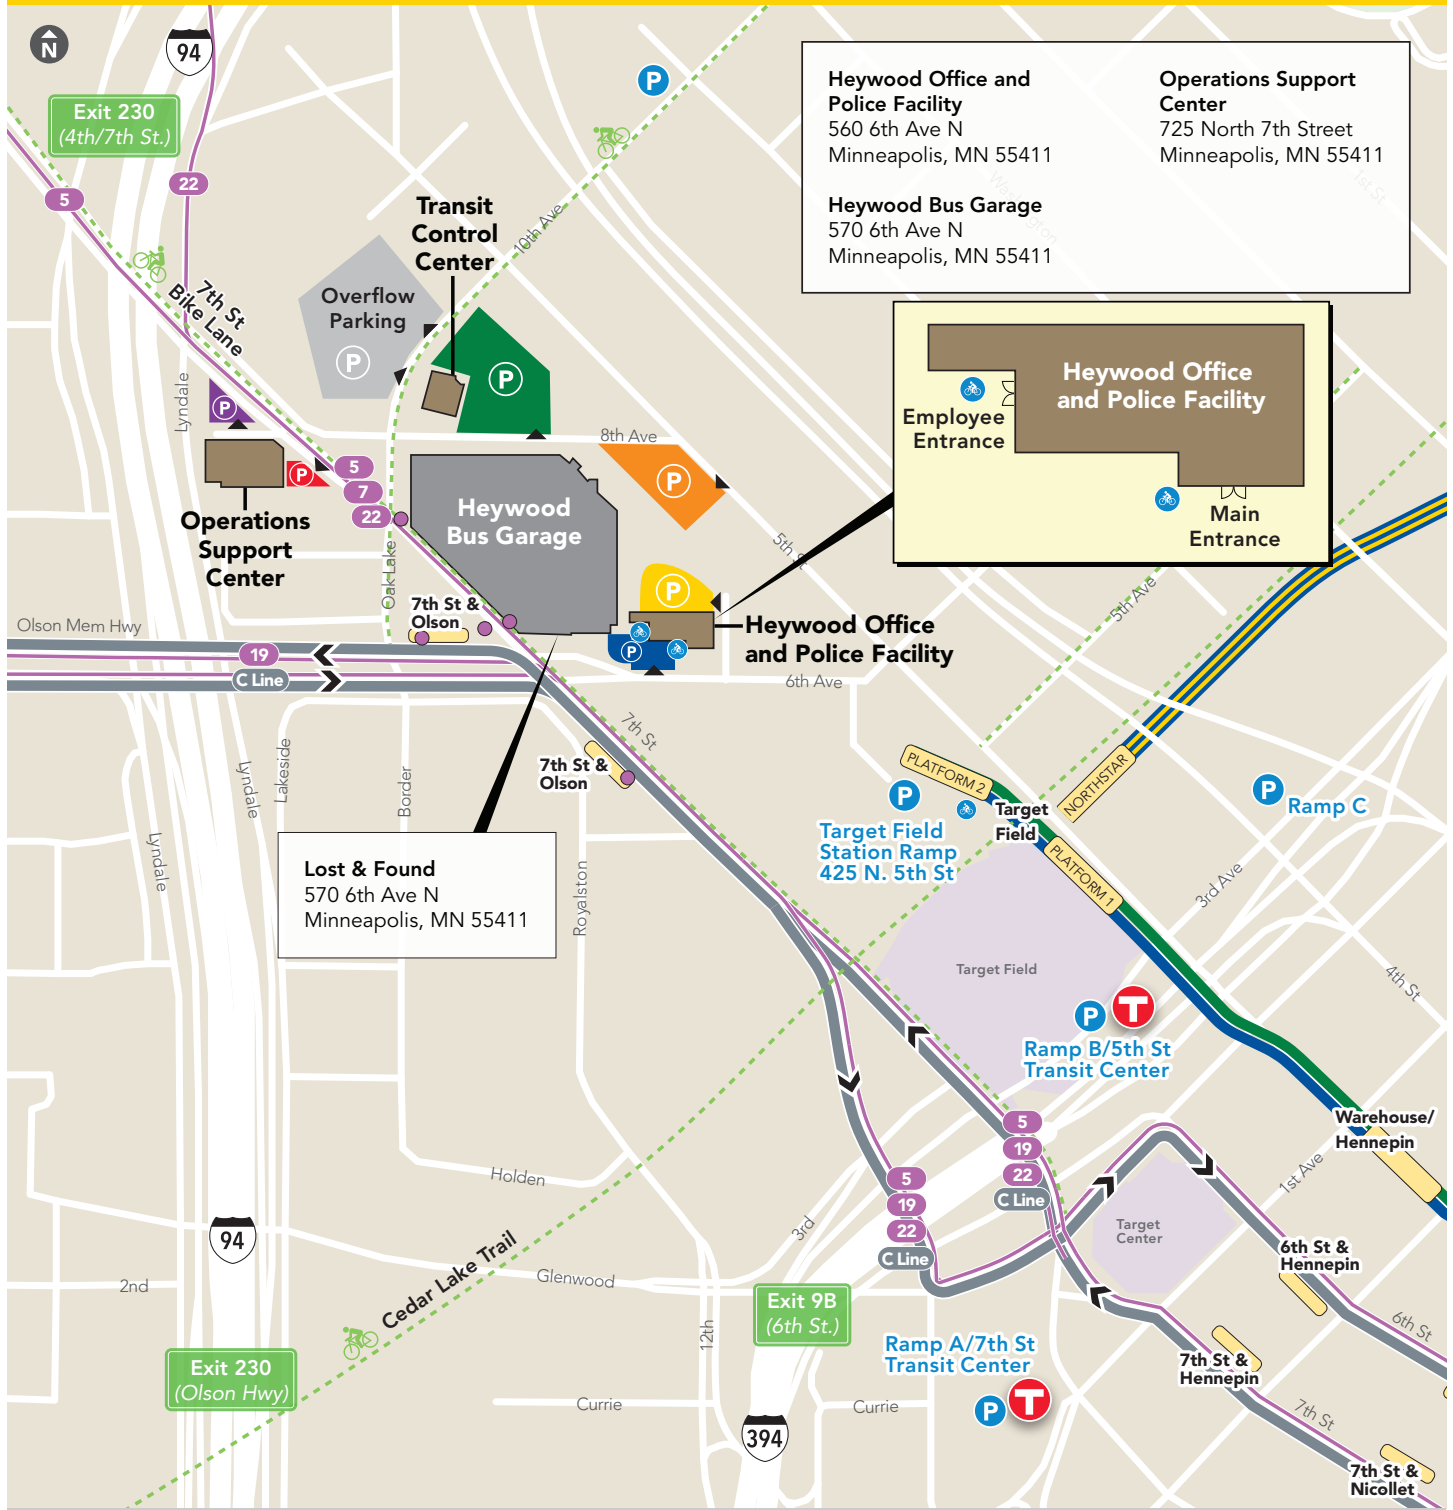 N
94
Exit 230
(4th/7th St.)
5
22
7th St
Bike Lane
Lyndale
Overflow
Parking
P
Transit
Control
Center
P
10th Ave
P
Heywood Office and
Police Facility
560 6th Ave N
Minneapolis, MN 55411
Heywood Bus Garage
570 6th Ave N
Minneapolis, MN 55411
Operations Support
Center
725 North 7th Street
Minneapolis, MN 55411
Washington
1st St
Heywood Office
and Police Facility
Employee
Entrance
Main
Entrance
P
P
5
7
22
Operations
Support
Center
8th Ave
P
Heywood
Bus Garage
Oak Lake
5th St
5th Ave
7th St &
Olson
P
P
Heywood Office
and Police Facility
6th Ave
Olson Mem Hwy
19
C Line
7th St
7th St &
Olson
Lyndale
Lakeside
Border
Lyndale
Royalston
Lost & Found
570 6th Ave N
Minneapolis, MN 55411
PLATFORM 2
NORTHSTAR
P
Target
Field
Target Field
Station Ramp
425 N. 5th St
PLATFORM 1
P
Ramp C
3rd Ave
4th St
Target Field
P
T
Ramp B/5th St
Transit Center
5
19
22
C Line
5
19
22
C Line
Warehouse/
Hennepin
1st Ave
Target
Center
Holden
3rd
94
Cedar Lake Trail
Glenwood
2nd
12th
Exit 9B
(6th St.)
6th St &
Hennepin
6th St
Exit 230
(Olson Hwy)
Ramp A/7th St
Transit Center
P
T
7th St &
Hennepin
Currie
Currie
394
7th St
7th St &
Nicollet